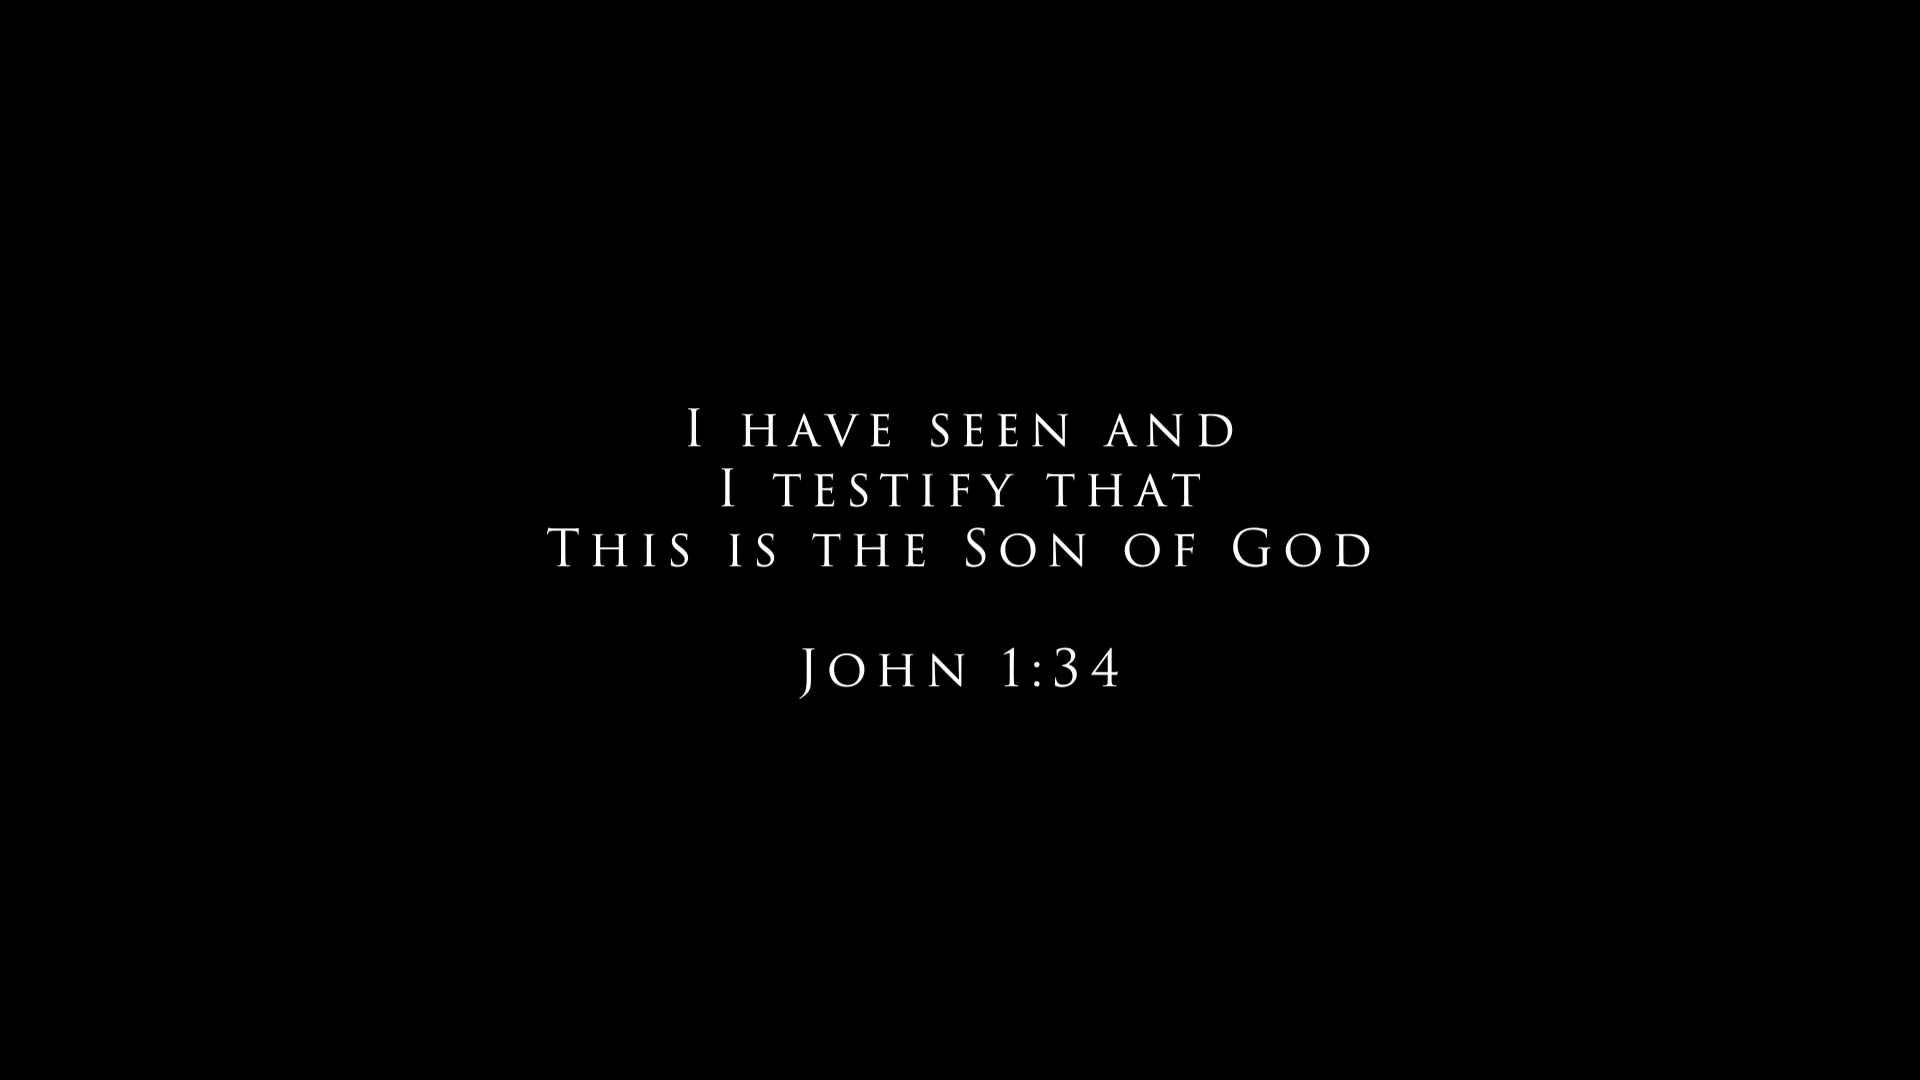 I have seen and
I testify that
This is the Son of God
John 1:34